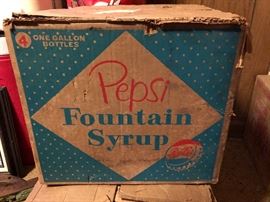 4 ONE GALLON
BOTTLES
Pepsi
Fountain
Syrup